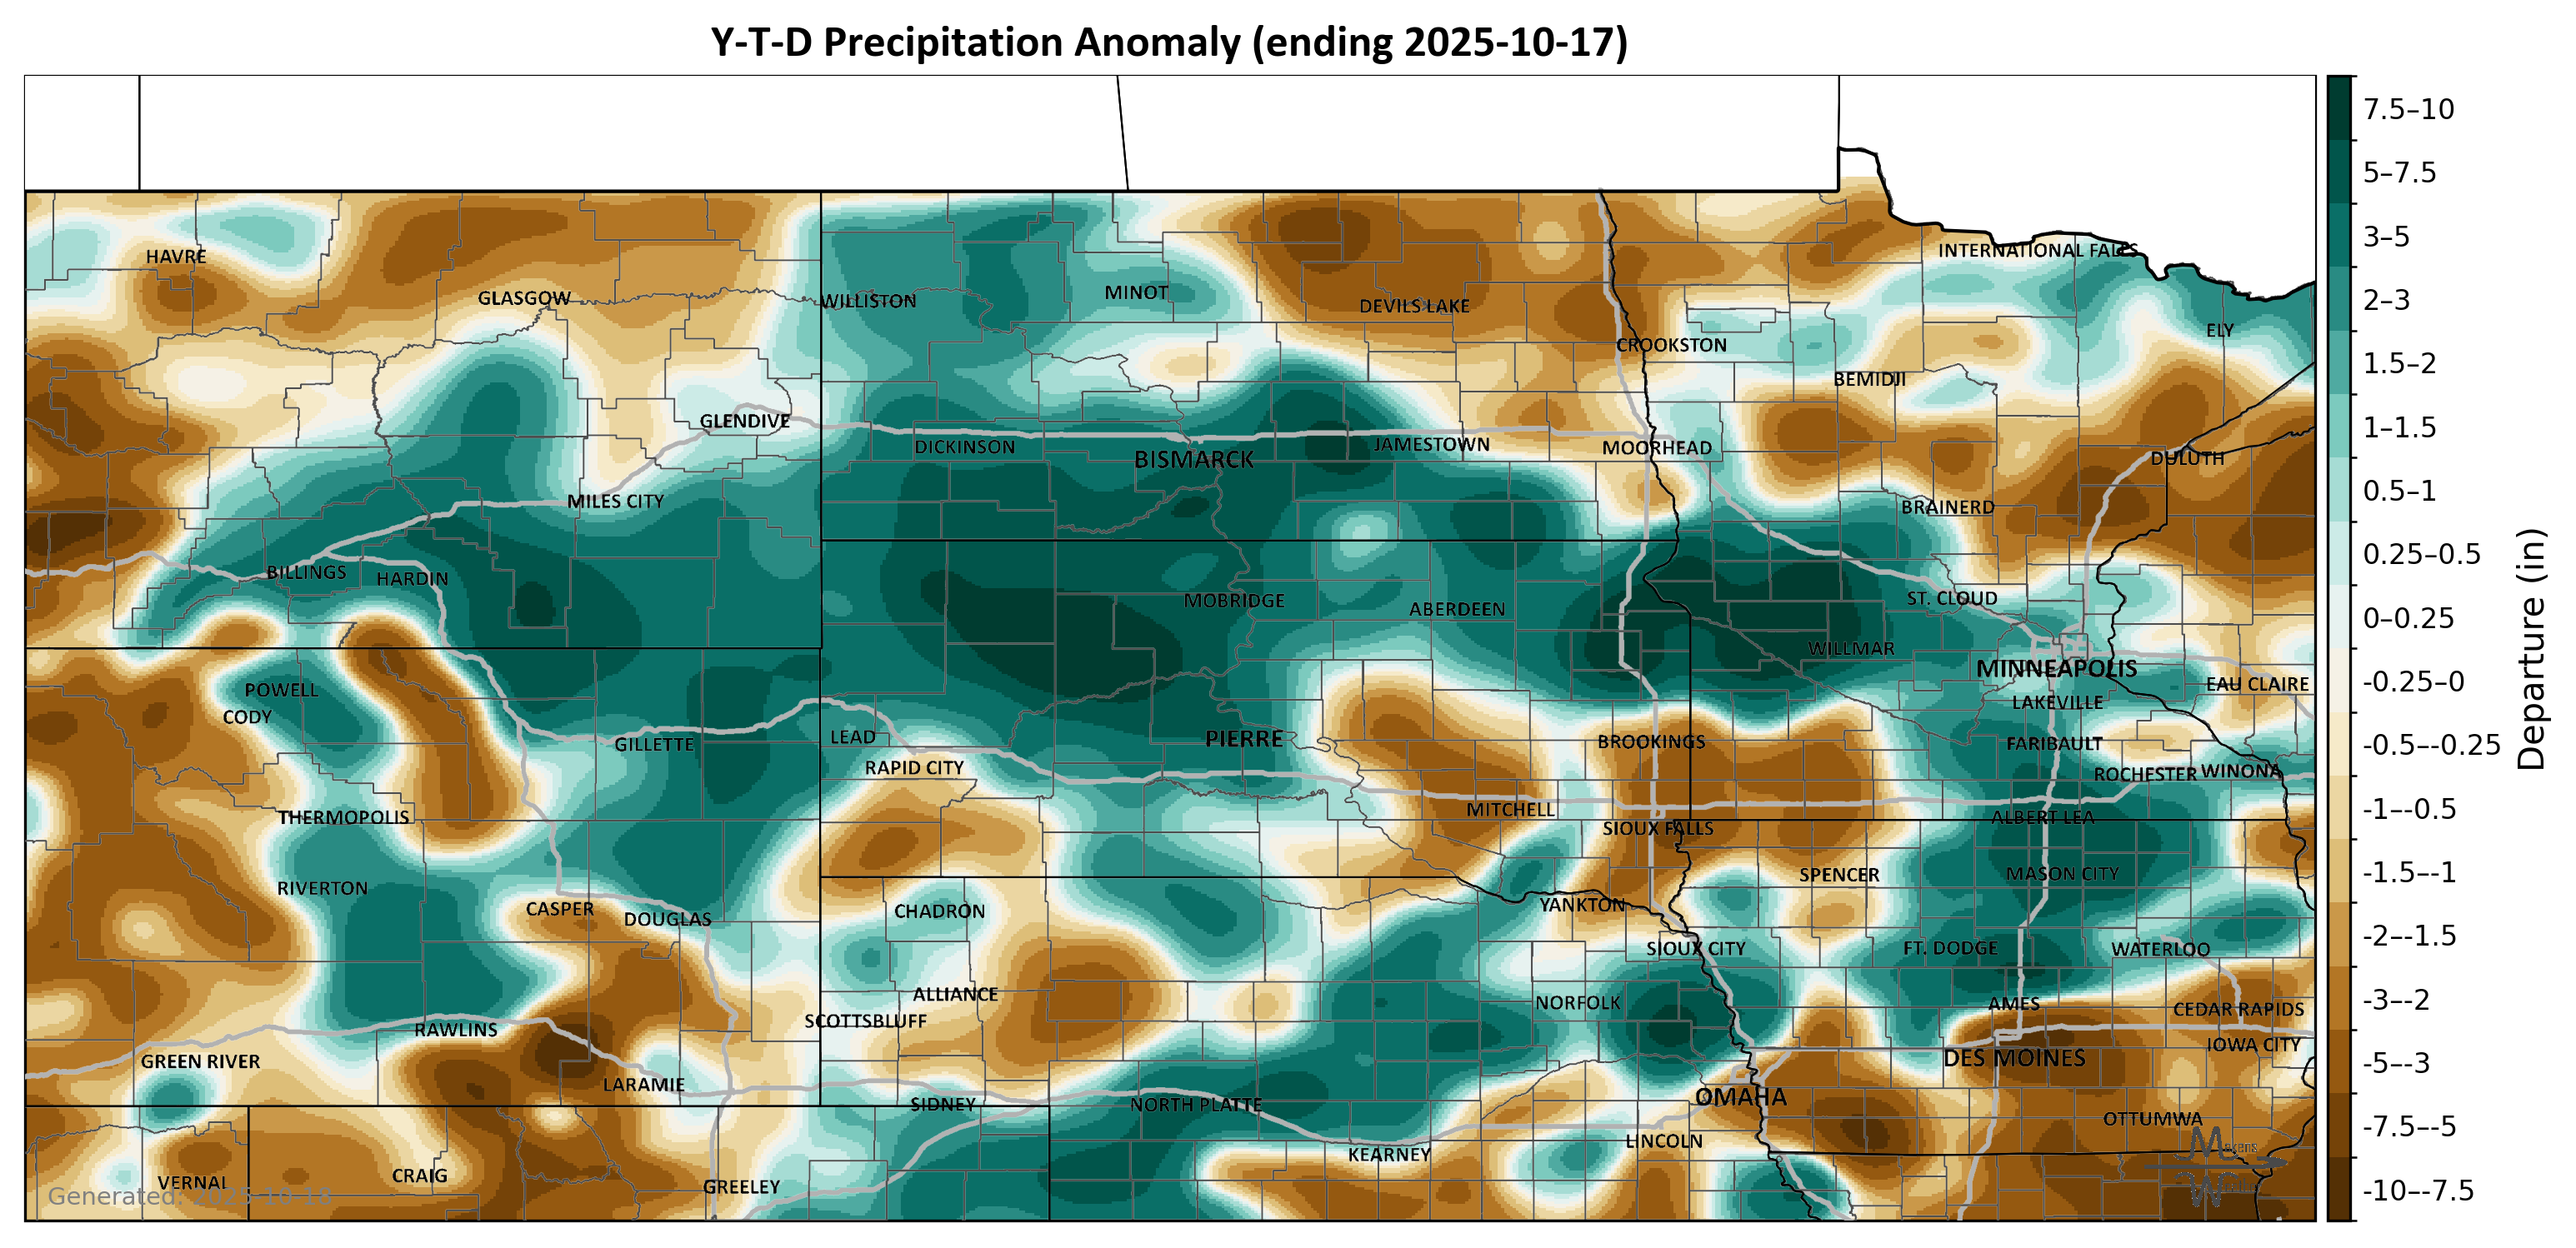 Y-T-D Precipitation Anomaly (ending 2025-10-17)
HAVRE
GLASGOW
WILLISTON
MINOT
DEVILS LAKE
INTERNATIONAL FALLS
ELY
CROOKSTON
BEMIDJI
GLENDIVE
DICKINSON
BISMARCK
JAMESTOWN
MOORHEAD
DULUTH
MILES CITY
BRAINERD
BILLINGS
HARDIN
MOBRIDGE
ABERDEEN
ST. CLOUD
WILLMAR
MINNEAPOLIS
EAU CLAIRE
POWELL
CODY
LAKEVILLE
GILLETTE
LEAD
PIERRE
BROOKINGS
FARIBAULT
RAPID CITY
ROCHESTER
WINONA
THERMOPOLIS
MITCHELL
SIOUX FALLS
ALBERT LEA
RIVERTON
SPENCER
MASON CITY
CASPER
DOUGLAS
CHADRON
YANKTON
SIOUX CITY
FT. DODGE
WATERLOO
ALLIANCE
NORFOLK
AMES
CEDAR RAPIDS
SCOTTSBLUFF
RAWLINS
IOWA CITY
GREEN RIVER
DES MOINES
LARAMIE
OMAHA
SIDNEY
NORTH PLATTE
OTTUMWA
LINCOLN
KEARNEY
VERNAL
CRAIG
GREELEY
Generated: 2025-10-18
7.5–10
5–7.5
3–5
2–3
1.5–2
1–1.5
0.5–1
0.25–0.5
0–0.25
-0.25–0
-0.5–-0.25
-1–-0.5
-1.5–-1
-2–-1.5
-3–-2
-5–-3
-7.5–-5
-10–-7.5
Departure (in)